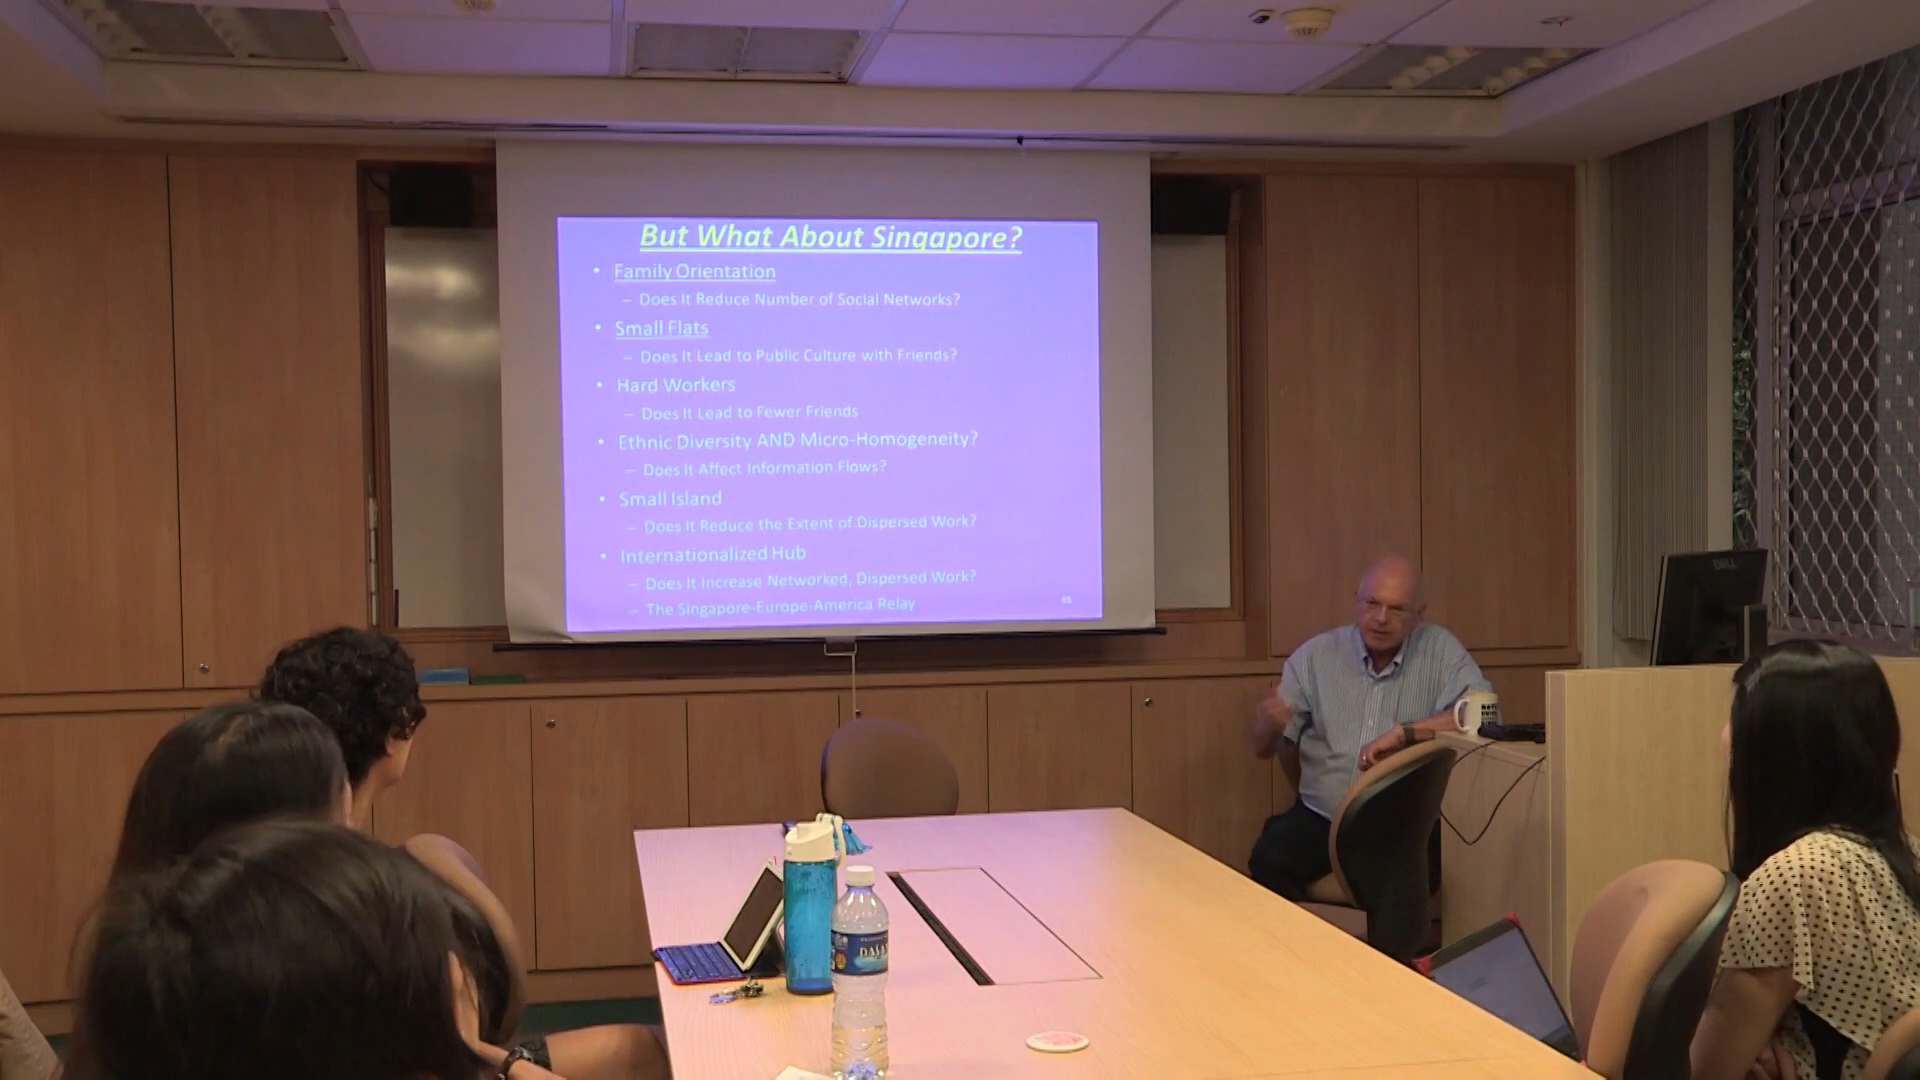 But What About Singapore?
• Family Orientation
– Does It Reduce Number of Social Networks?
• Small Flats
– Does It Lead to Public Culture with Friends?
• Hard Workers
– Does It Lead to Fewer Friends
• Ethnic Diversity AND Micro-Homogeneity?
– Does It Affect Information Flows?
• Small Island
– Does It Reduce the Extent of Dispersed Work?
• Internationalized Hub
– Does It Increase Networked, Dispersed Work?
– The Singapore-Europe-America Relay
65
DELL